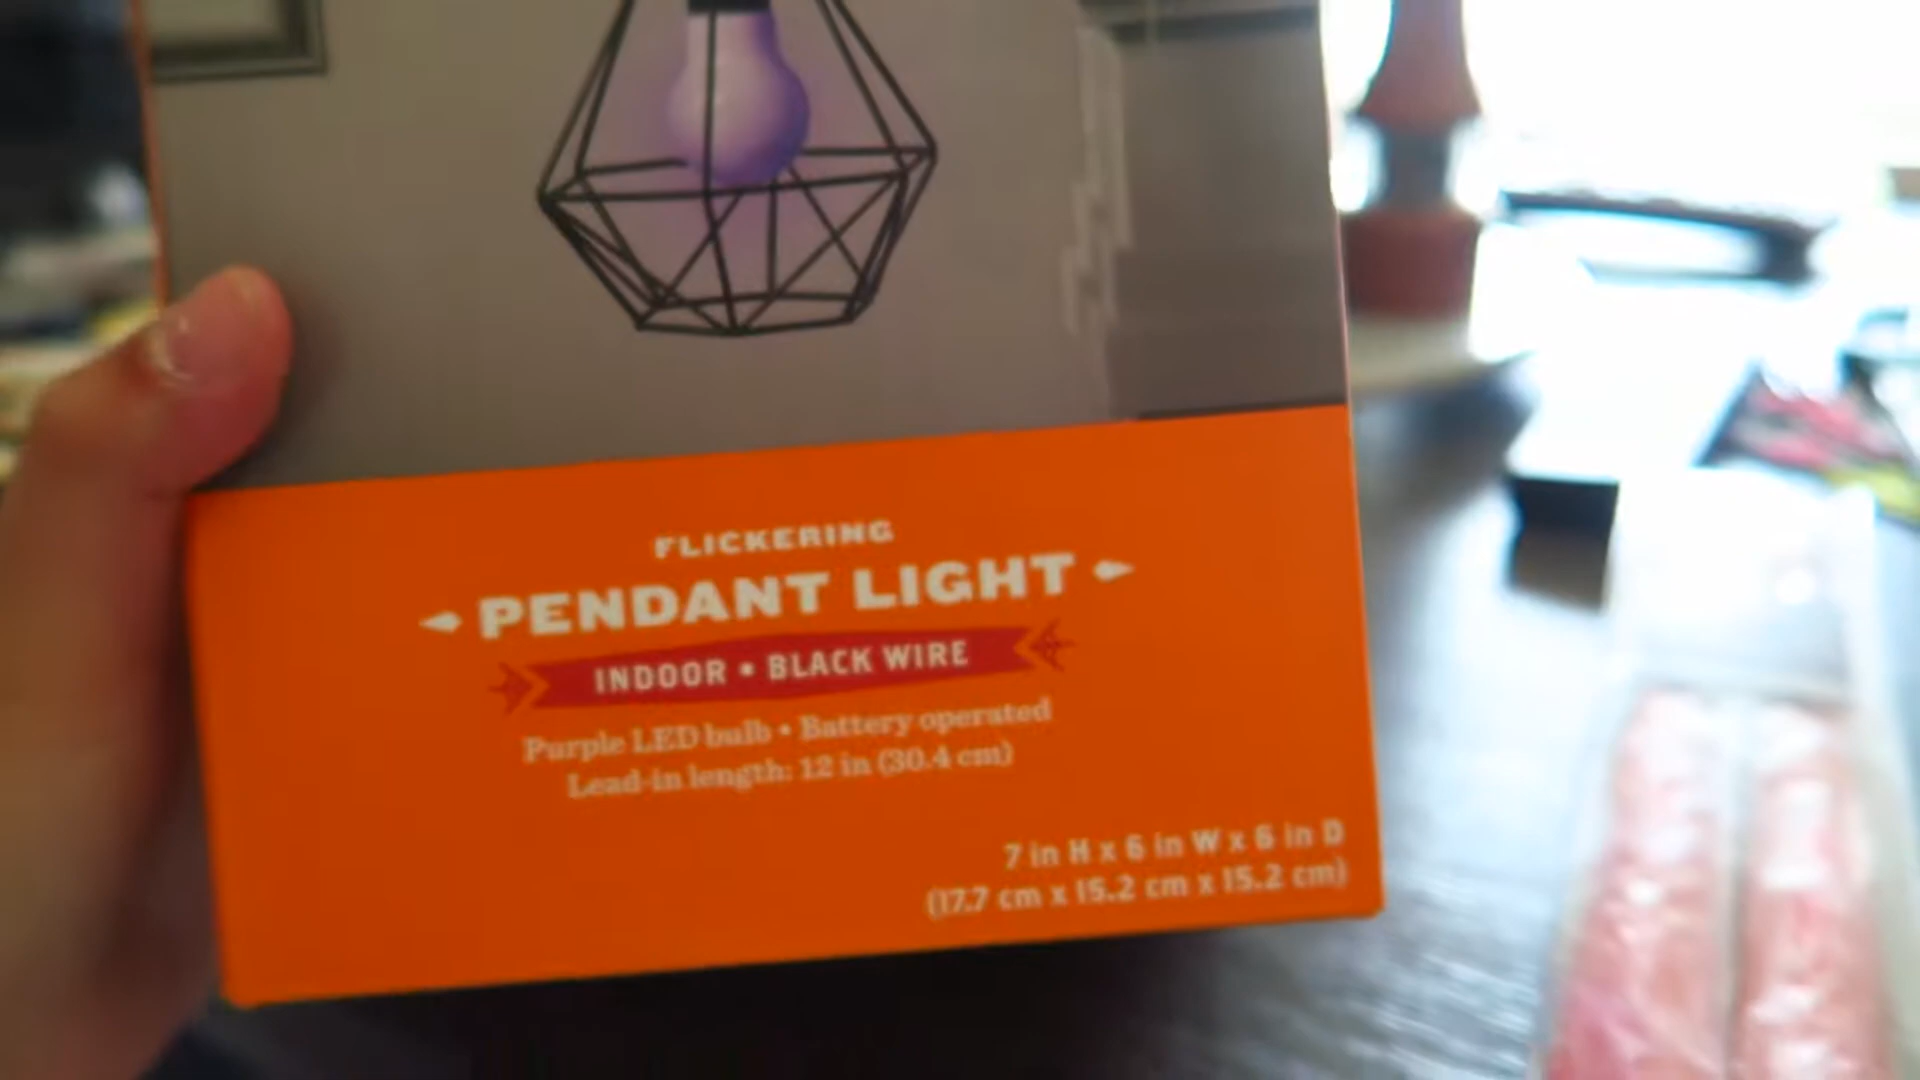 FLICKERING
PENDANT LIGHT
INDOOR • BLACK WIRE
Purple LED bulb • Battery operated
Lead-in length: 12 in (30.4 cm)
7 in H x 6 in W x 6 in D
(17.7 cm x 15.2 cm x 15.2 cm)